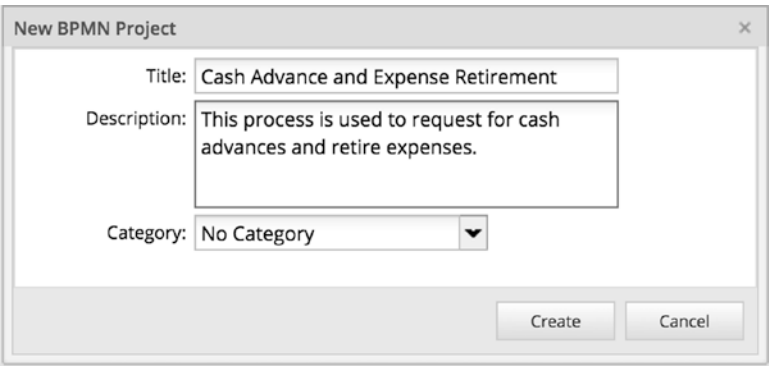 New BPMN Project
Title: Cash Advance and Expense Retirement
Description: This process is used to request for cash
advances and retire expenses.
Category: No Category
Create Cancel